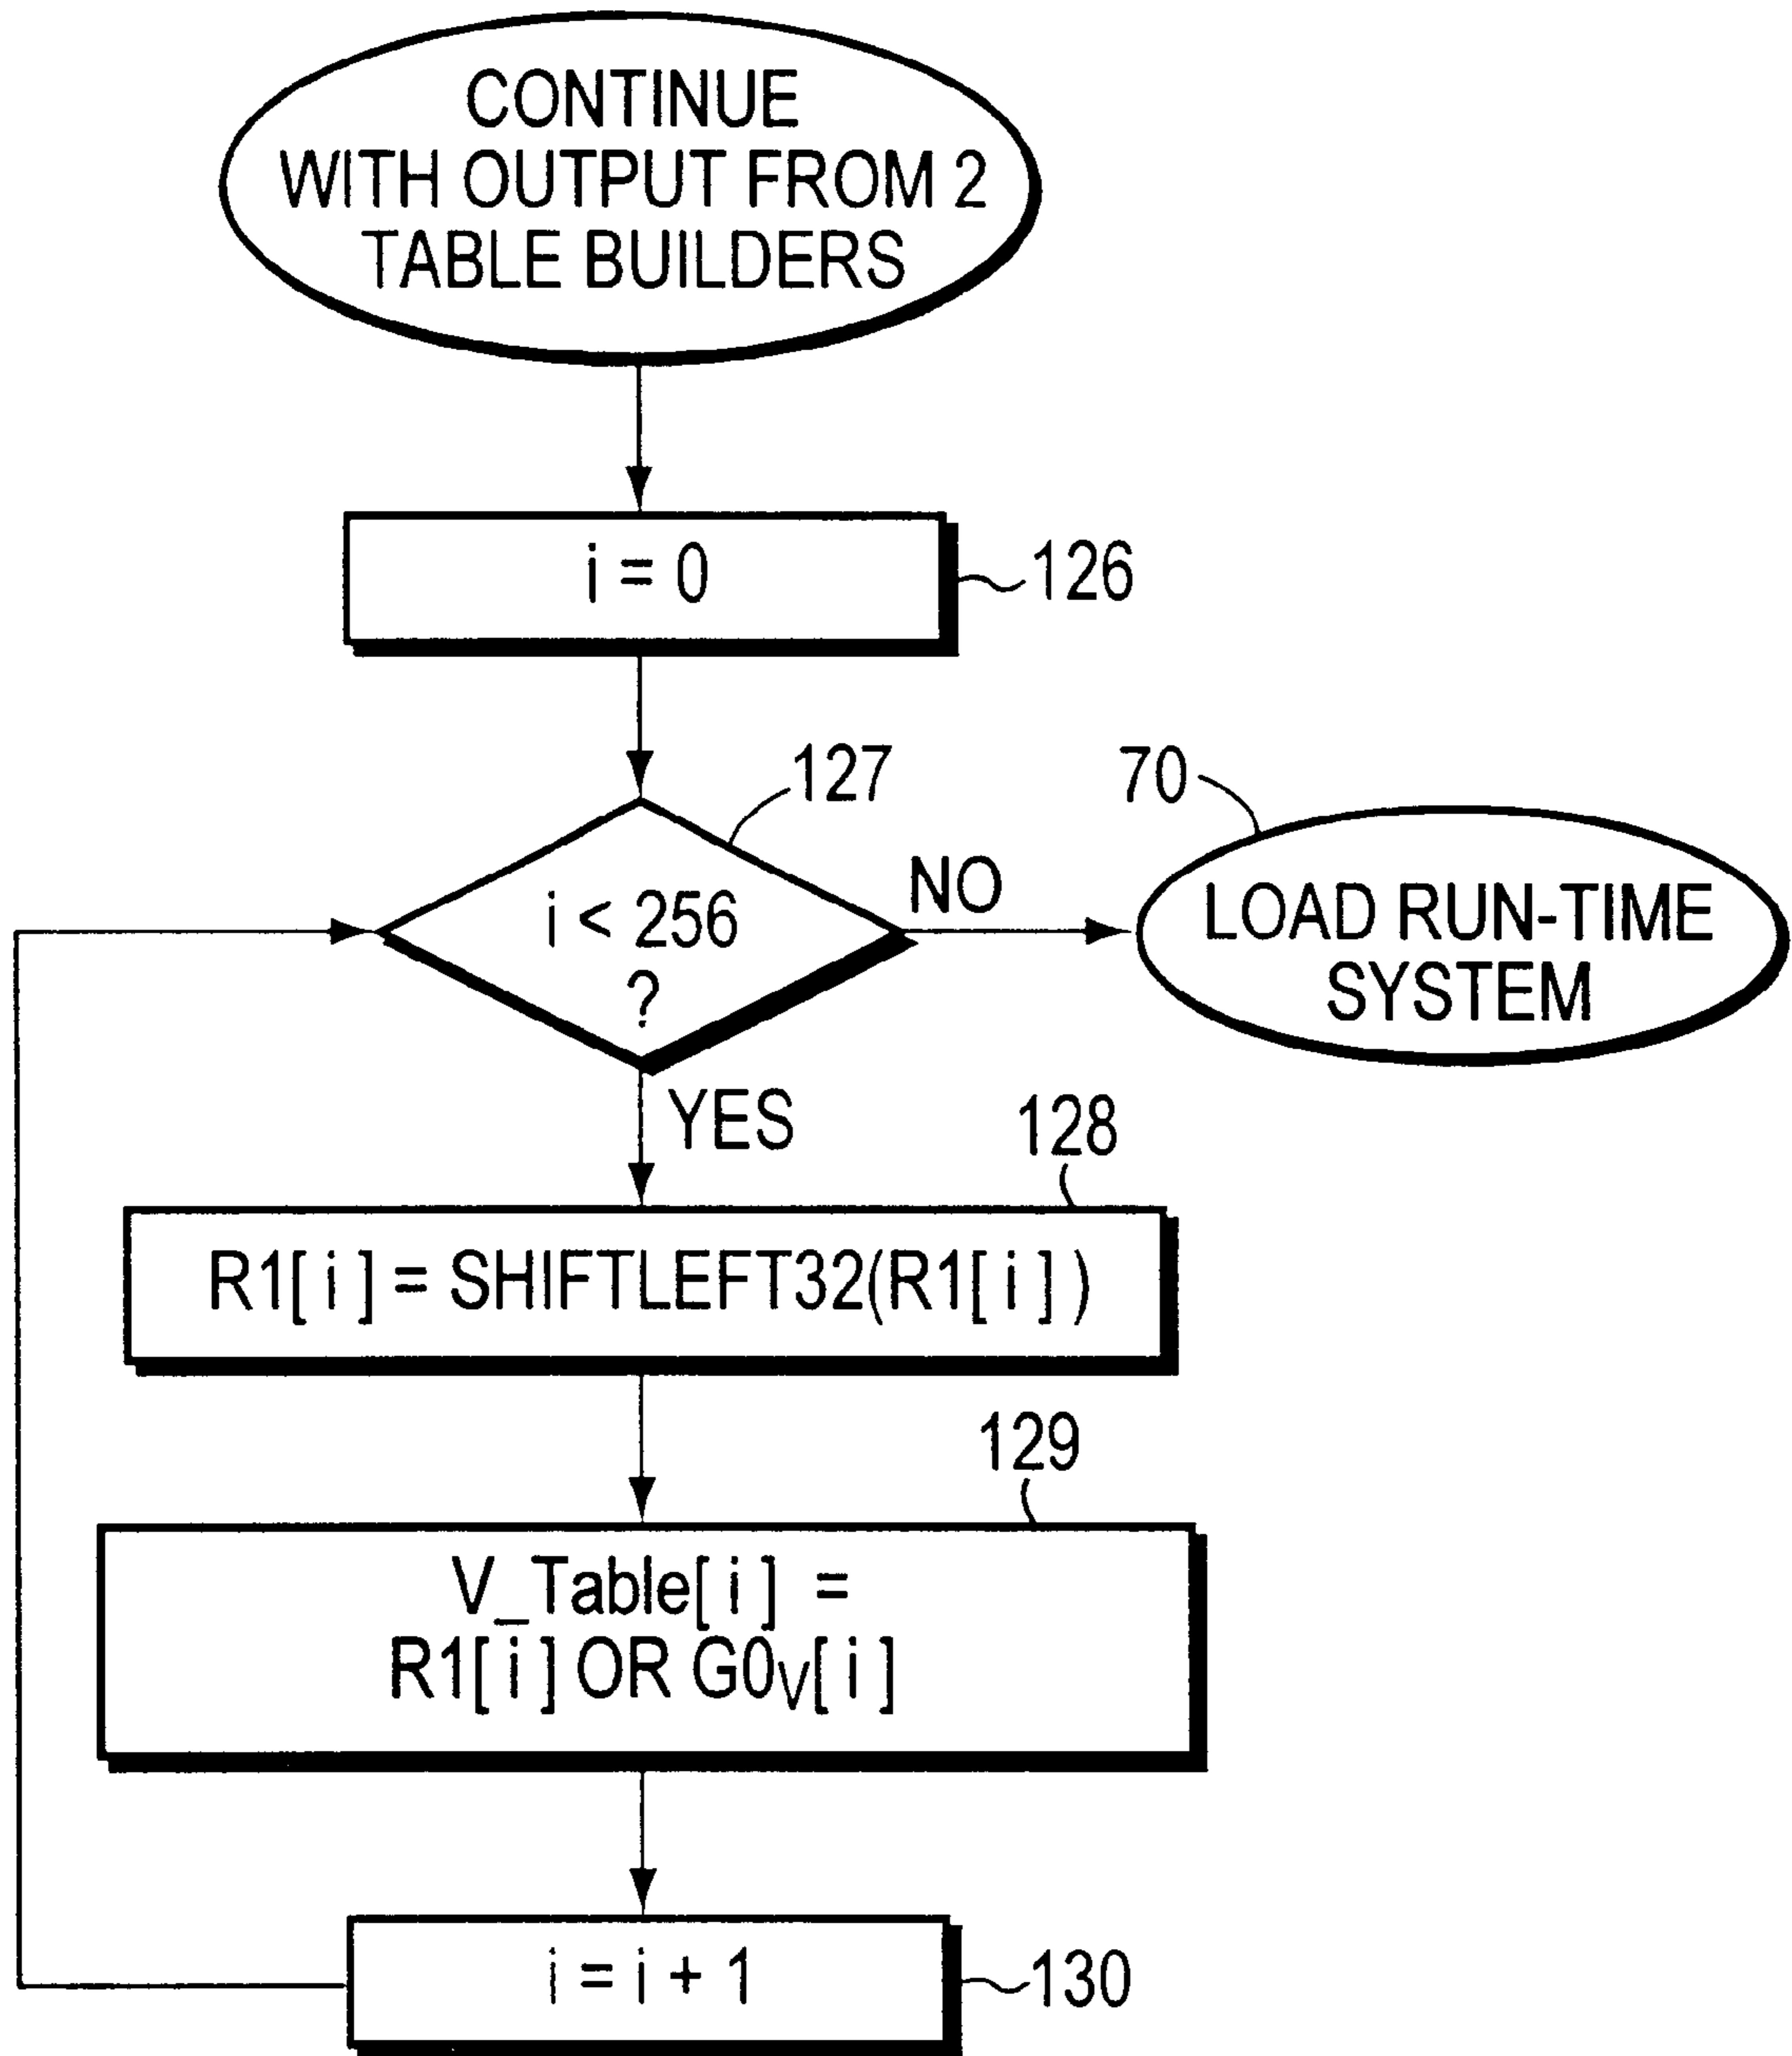 CONTINUE
WITH OUTPUT FROM 2
TABLE BUILDERS
i = 0
126
127
i < 256
?
NO
70
LOAD RUN-TIME
SYSTEM
YES
128
R1[ i ] = SHIFTLEFT32(R1[ i ] )
129
V_Table[ i ] =
R1[ i ] OR G0V[ i ]
i = i + 1
130